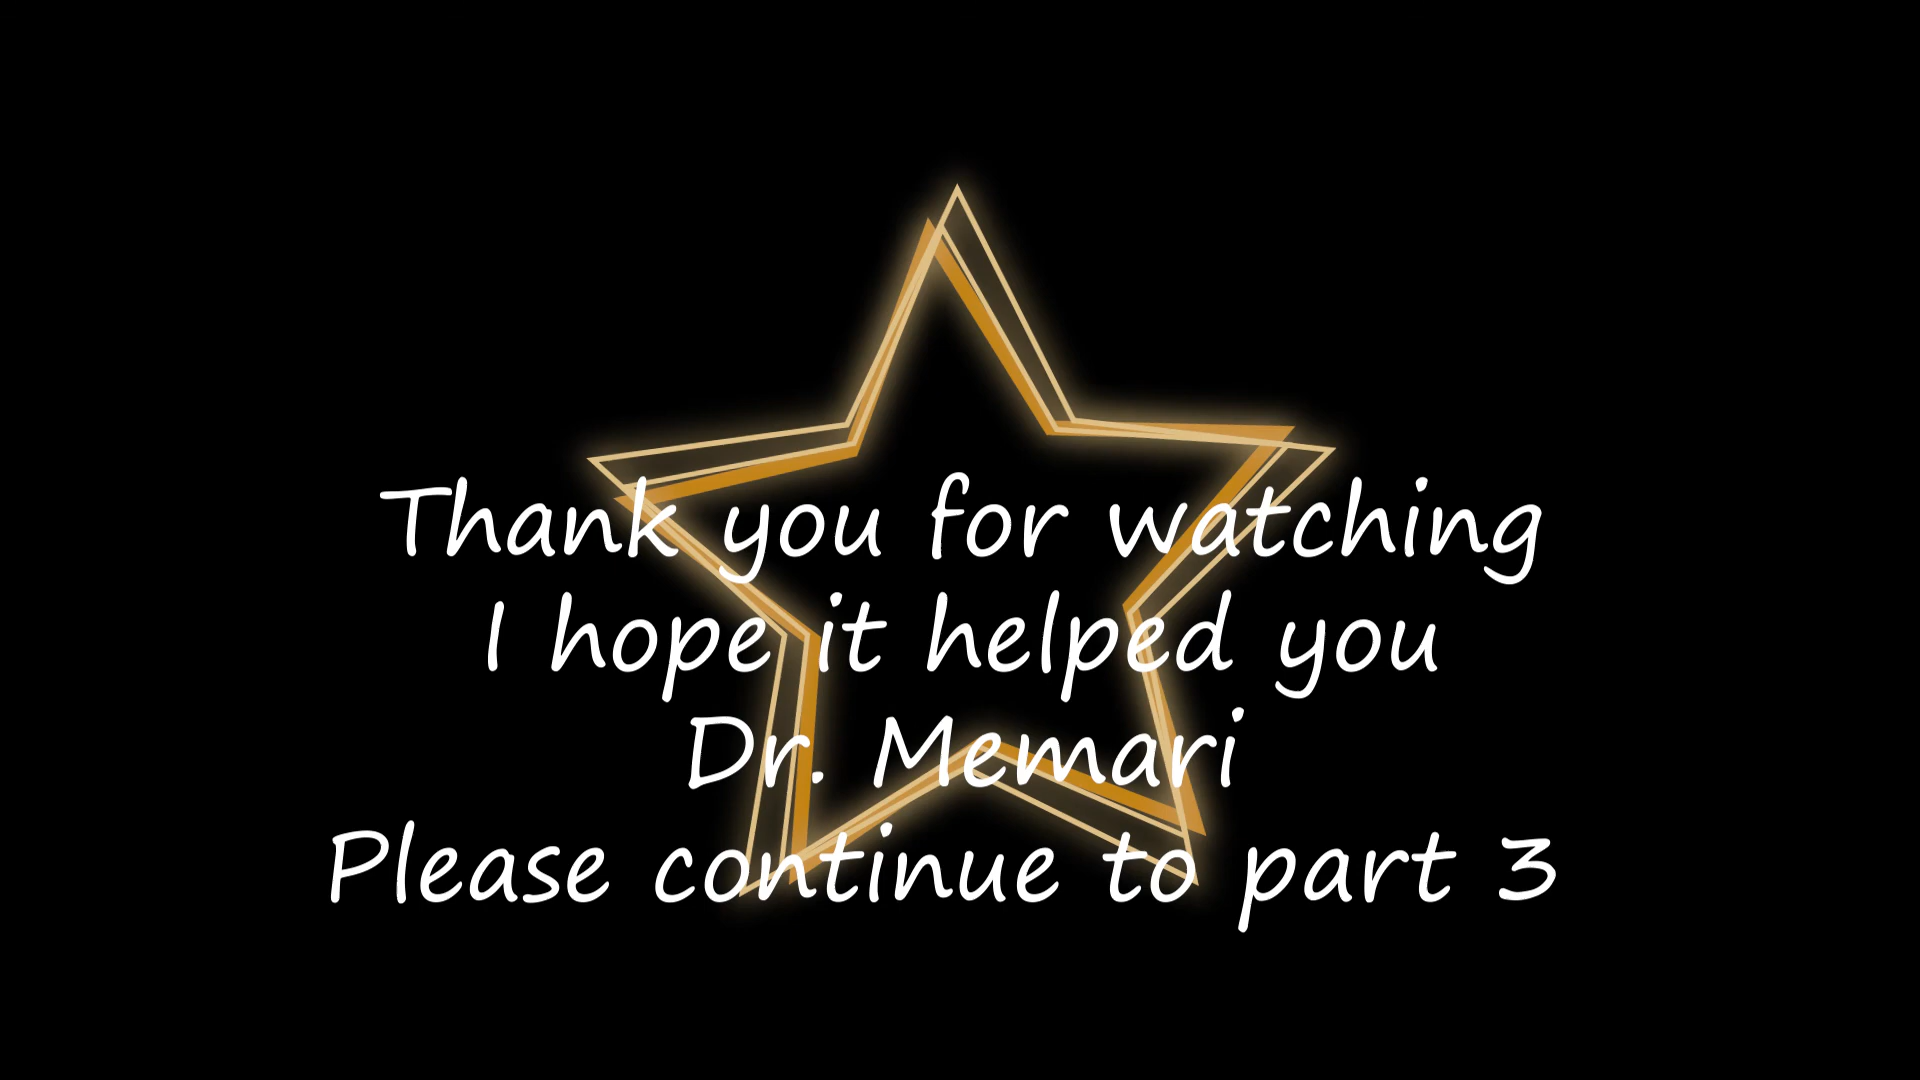 Thank you for watching
I hope it helped you
Dr. Memari
Please continue to part 3